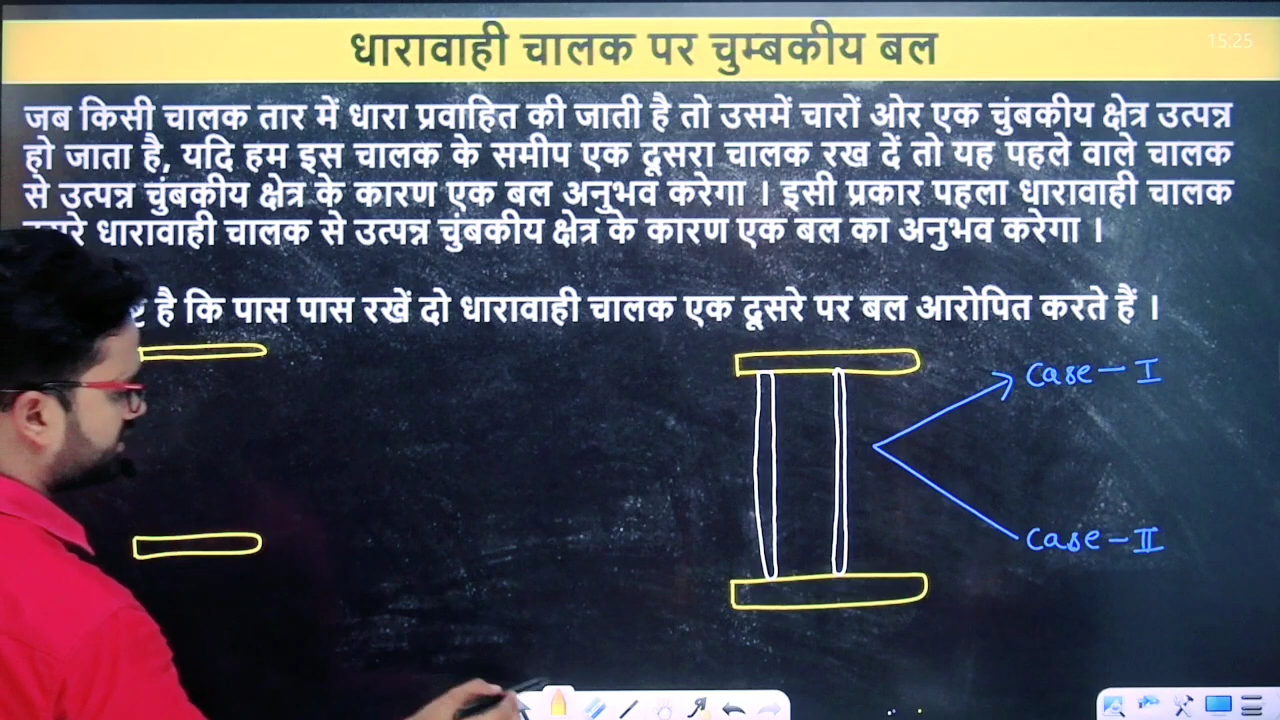 धारावाही चालक पर चुम्बकीय बल
15:25
जब किसी चालक तार में धारा प्रवाहित की जाती है तो उसमें चारों ओर एक चुंबकीय क्षेत्र उत्पन्न
हो जाता है, यदि हम इस चालक के समीप एक दूसरा चालक रख दें तो यह पहले वाले चालक
से उत्पन्न चुंबकीय क्षेत्र के कारण एक बल अनुभव करेगा । इसी प्रकार पहला धारावाही चालक
धारावाही चालक से उत्पन्न चुंबकीय क्षेत्र के कारण एक बल का अनुभव करेगा ।
है कि पास पास रखें दो धारावाही चालक एक दूसरे पर बल आरोपित करते हैं ।
Case - I
Case - II